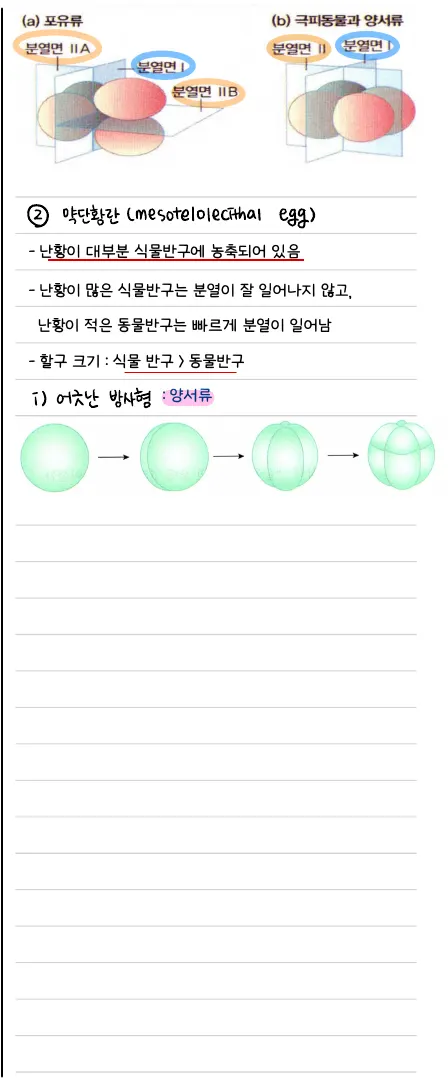 (a) 포유류
(b) 극피동물과 양서류
분열면 IIA
분열면 I
분열면 IIB
분열면 II
분열면 I
② 약단황란 (mesotelolecithal egg)
- 난황이 대부분 식물반구에 농축되어 있음
- 난황이 많은 식물반구는 분열이 잘 일어나지 않고,
난황이 적은 동물반구는 빠르게 분열이 일어남
- 할구 크기 : 식물 반구 > 동물반구
i) 어긋난 방사형 : 양서류